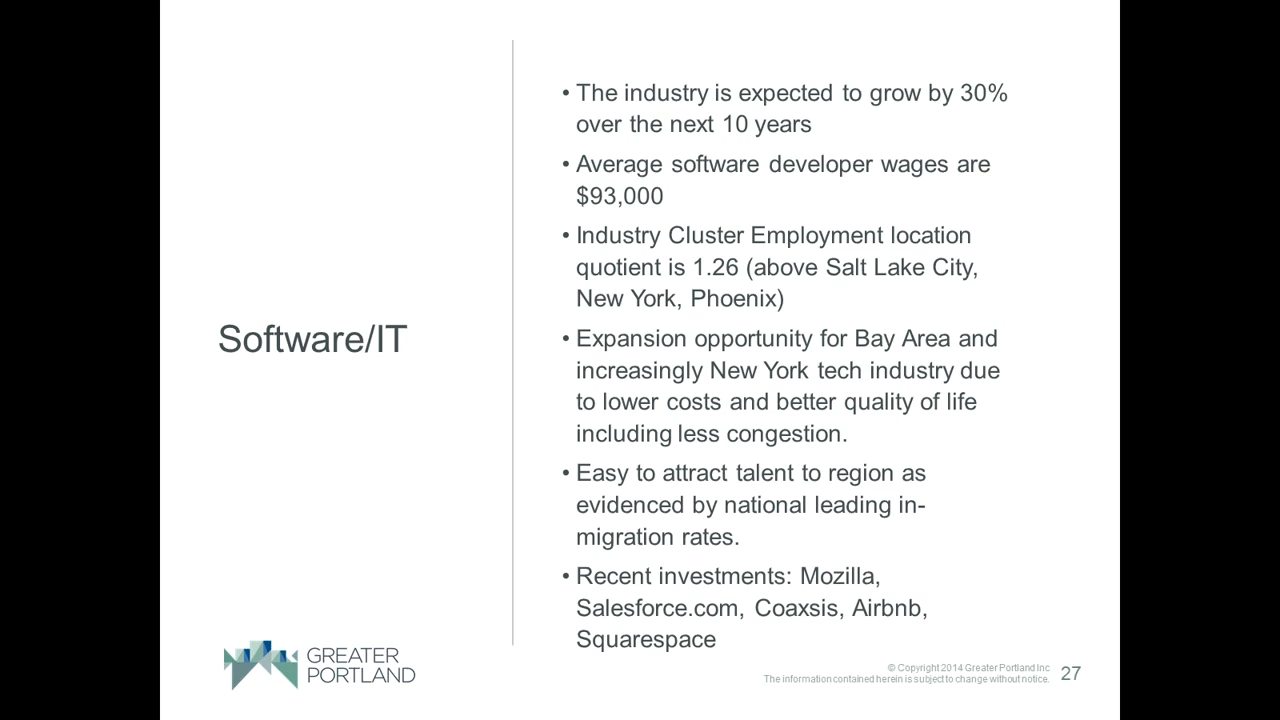 Software/IT
• The industry is expected to grow by 30%
over the next 10 years
• Average software developer wages are
$93,000
• Industry Cluster Employment location
quotient is 1.26 (above Salt Lake City,
New York, Phoenix)
• Expansion opportunity for Bay Area and
increasingly New York tech industry due
to lower costs and better quality of life
including less congestion.
• Easy to attract talent to region as
evidenced by national leading in-
migration rates.
• Recent investments: Mozilla,
Salesforce.com, Coaxsis, Airbnb,
Squarespace
GREATER
PORTLAND
© Copyright 2014 Greater Portland Inc
The information contained herein is subject to change without notice.
27